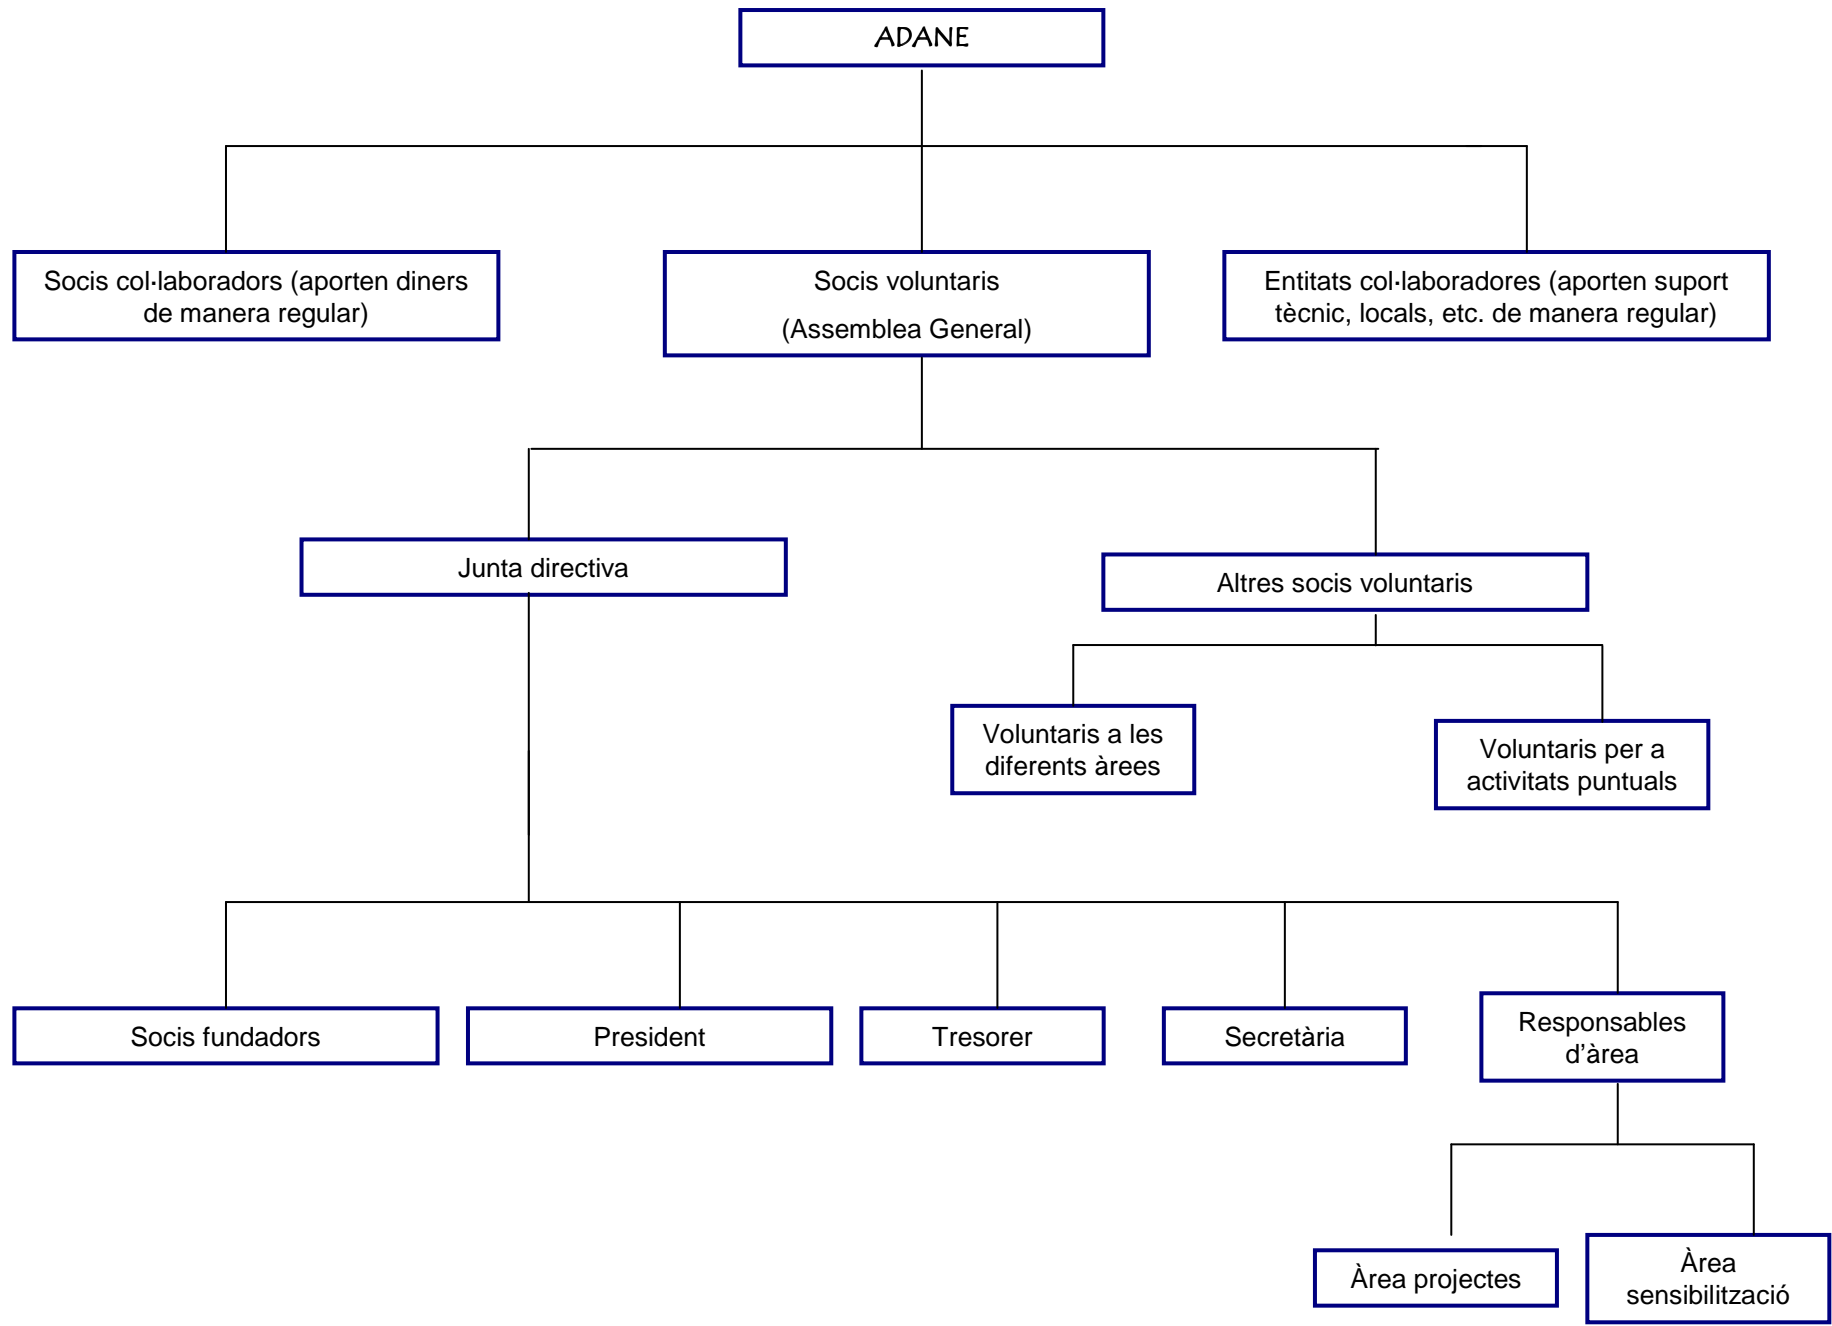 ADANE
Socis col·laboradors (aporten diners
de manera regular)
Socis voluntaris
(Assemblea General)
Entitats col·laboradores (aporten suport
tècnic, locals, etc. de manera regular)
Junta directiva
Altres socis voluntaris
Voluntaris a les
diferents àrees
Voluntaris per a
activitats puntuals
Socis fundadors
President
Tresorer
Secretària
Responsables
d’àrea
Àrea projectes
Àrea
sensibilització